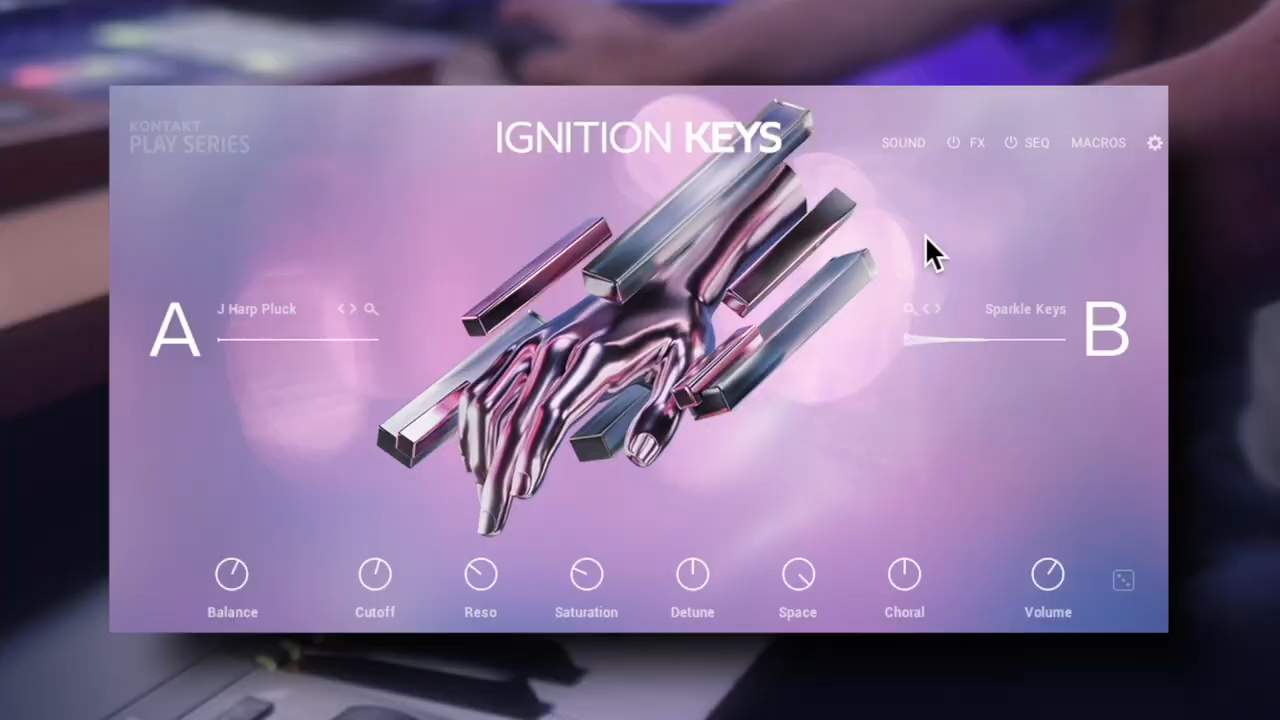 KONTAKT
PLAY SERIES
IGNITION KEYS
SOUND FX SEQ MACROS
A
J Harp Pluck
Sparkle Keys
B
Balance Cutoff Reso Saturation Detune Space Choral Volume